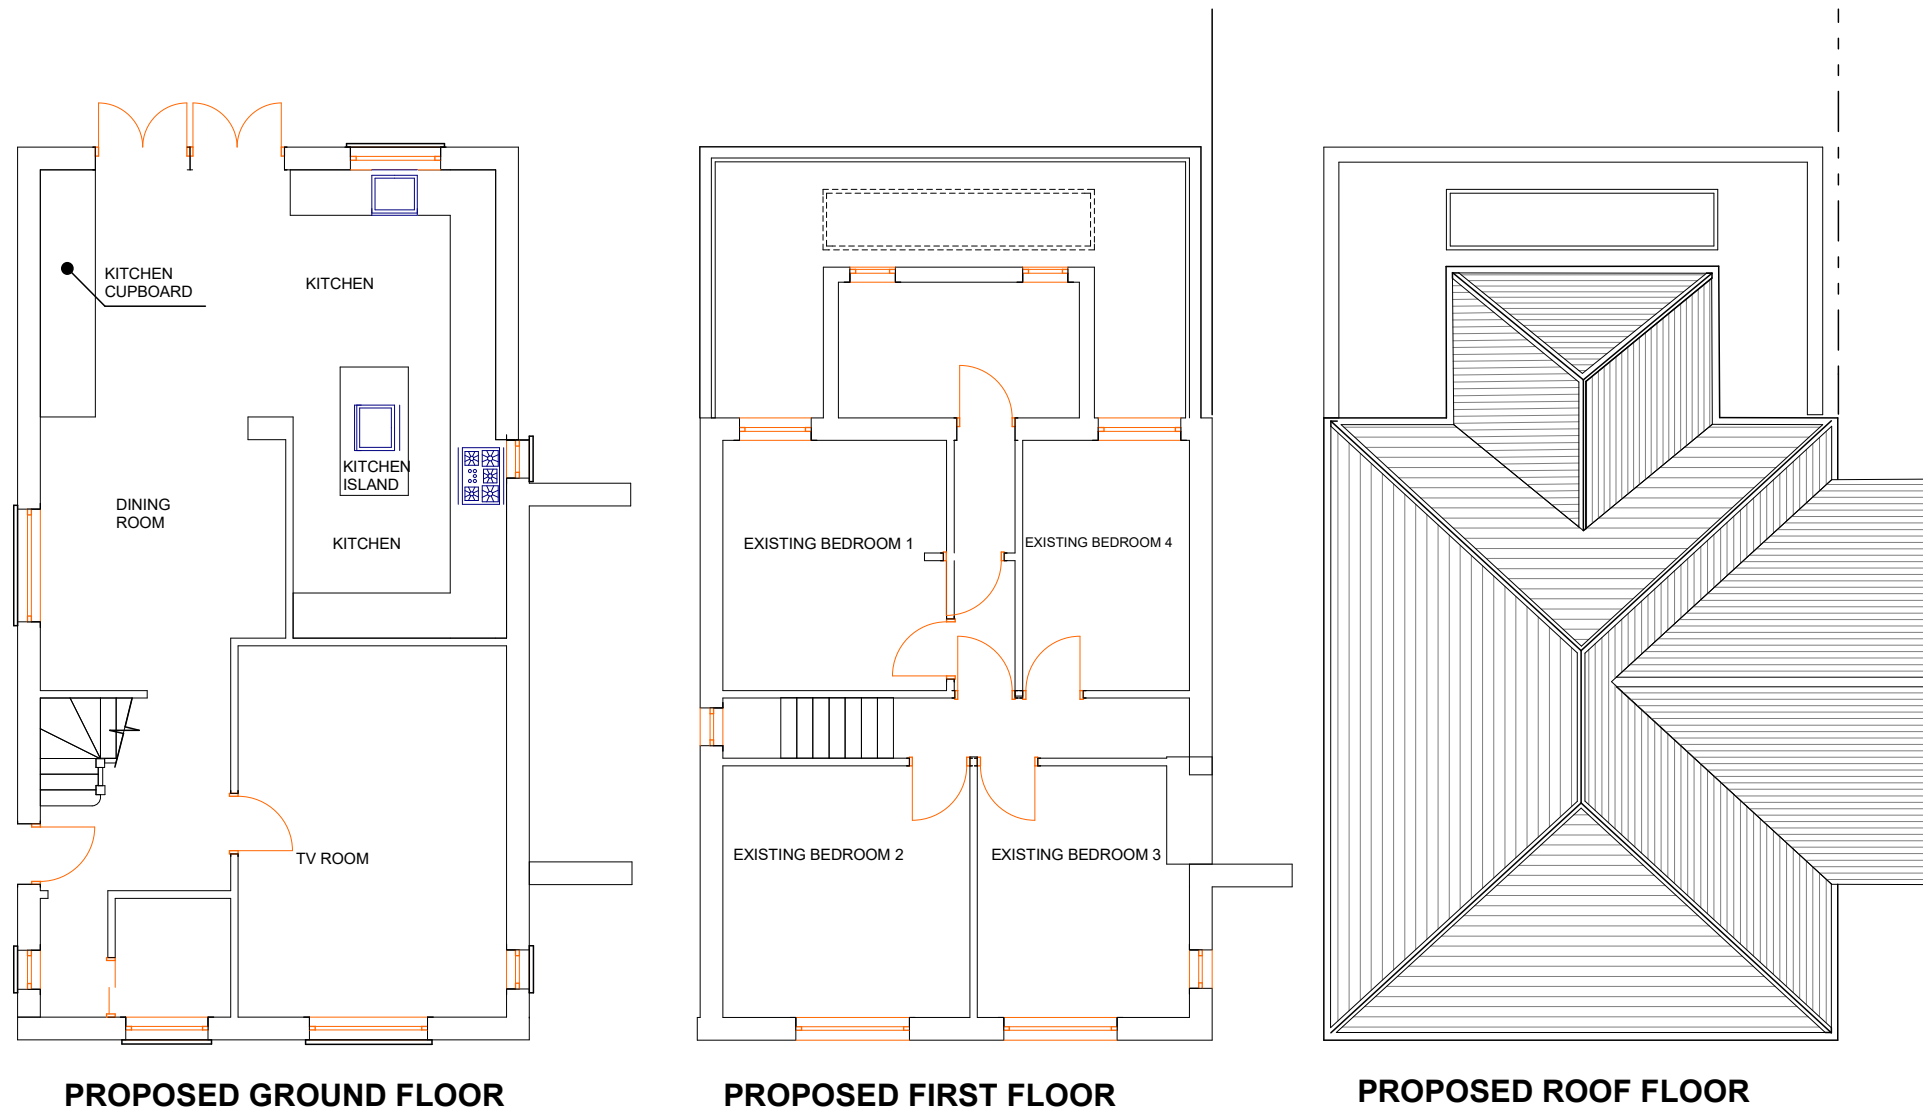 KITCHEN
CUPBOARD
KITCHEN
KITCHEN
ISLAND
DINING
ROOM
KITCHEN
TV ROOM
PROPOSED GROUND FLOOR
EXISTING BEDROOM 1
EXISTING BEDROOM 4
EXISTING BEDROOM 2
EXISTING BEDROOM 3
PROPOSED FIRST FLOOR
PROPOSED ROOF FLOOR